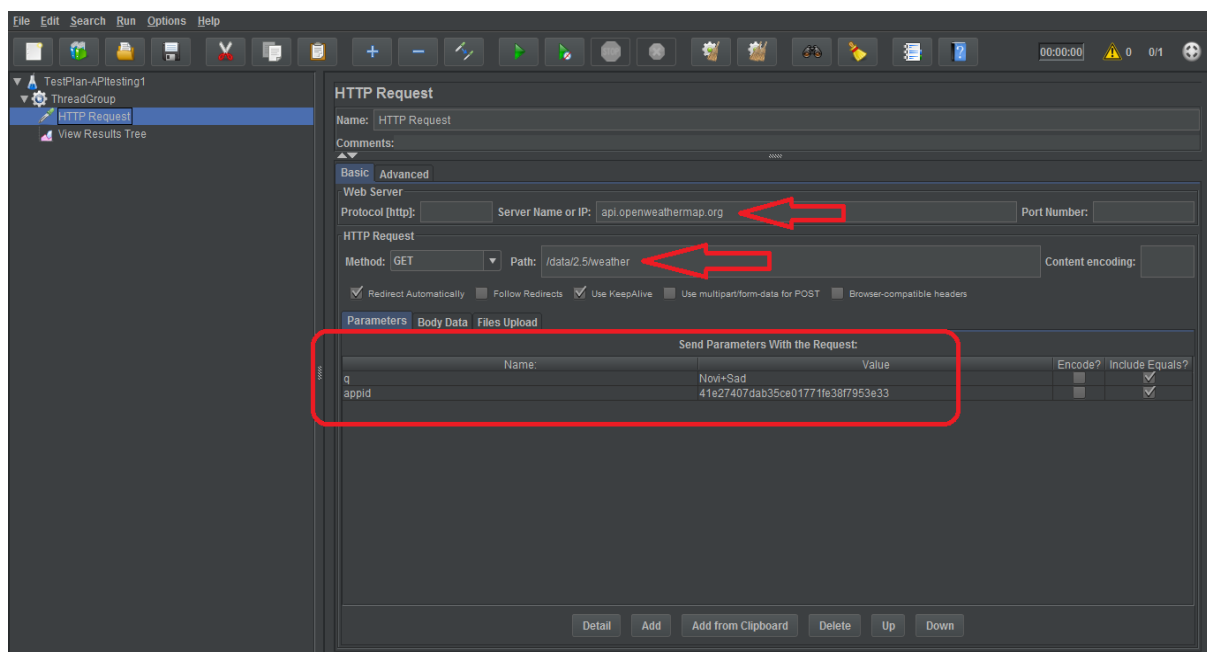 File Edit Search Run Options Help
00:00:00 0 0/1
TestPlan-APItesting1
ThreadGroup
HTTP Request
View Results Tree
HTTP Request
Name: HTTP Request
Comments:
Basic Advanced
Web Server
Protocol [http]: Server Name or IP: api.openweathermap.org Port Number:
HTTP Request
Method: GET Path: /data/2.5/weather Content encoding:
Redirect Automatically Follow Redirects Use KeepAlive Use multipart/form-data for POST Browser-compatible headers
Parameters Body Data Files Upload
Send Parameters With the Request:
Name: Value Encode? Include Equals?
q Novi+Sad
appid 41e27407dab35ce01771fe38f7953e33
Detail Add Add from Clipboard Delete Up Down